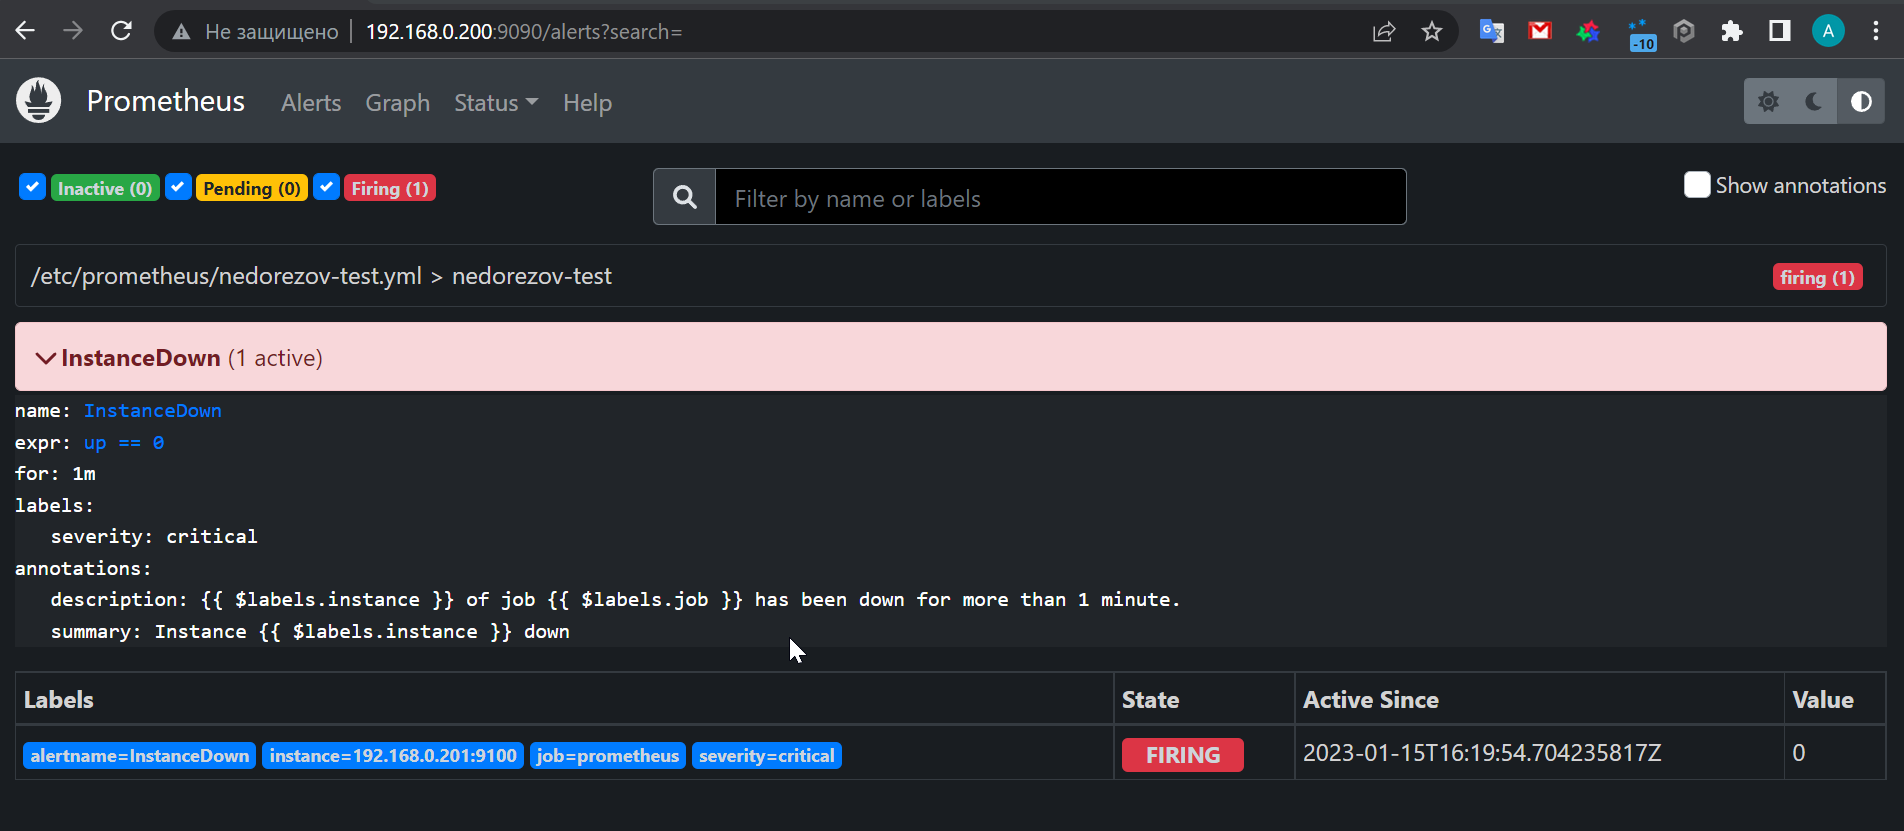 Не защищено 192.168.0.200:9090/alerts?search=
-10
A
Prometheus Alerts Graph Status Help
Inactive (0) Pending (0) Firing (1) Filter by name or labels Show annotations
/etc/prometheus/nedorezov-test.yml > nedorezov-test firing (1)
InstanceDown (1 active)
name: InstanceDown
expr: up == 0
for: 1m
labels:
severity: critical
annotations:
description: {{ $labels.instance }} of job {{ $labels.job }} has been down for more than 1 minute.
summary: Instance {{ $labels.instance }} down
Labels State Active Since Value
alertname=InstanceDown instance=192.168.0.201:9100 job=prometheus severity=critical FIRING 2023-01-15T16:19:54.704235817Z 0